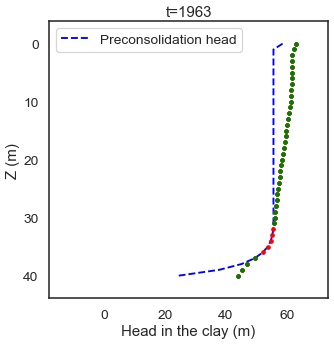 t=1963
Preconsolidation head
0
10
20
30
40
Z (m)
0 20 40 60
Head in the clay (m)